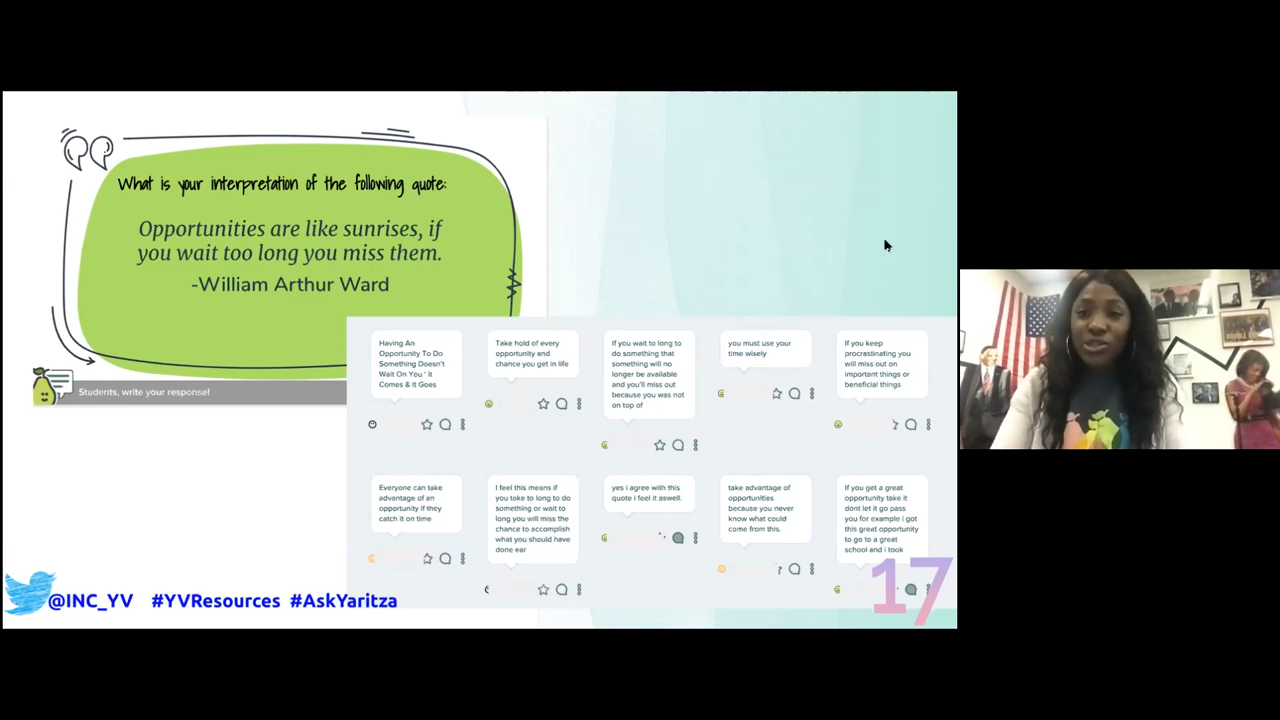 What is your interpretation of the following quote:
Opportunities are like sunrises, if
you wait too long you miss them.
-William Arthur Ward
Students, write your response!
Having An
Opportunity To Do
Something Doesn't
Wait On You ' It
Comes & It Goes
Take hold of every
opportunity and
chance you get in life
If you wait to long to
do something that
something will no
longer be available
and you'll miss out
because you was not
on top of
you must use your
time wisely
If you keep
procrastinating you
will miss out on
important things or
beneficial things
Everyone can take
advantage of an
opportunity if they
catch it on time
I feel this means if
you take to long to do
something or wait to
long you will miss the
chance to accomplish
what you should have
done ear
yes i agree with this
quote i feel it aswell.
take advantage of
opportunities
because you never
know what could
come from this.
If you get a great
opportunity take it
dont let it go pass
you for example i got
this great opportunity
to go to a great
school and i took
17
@INC_YV #YVResources #AskYaritza